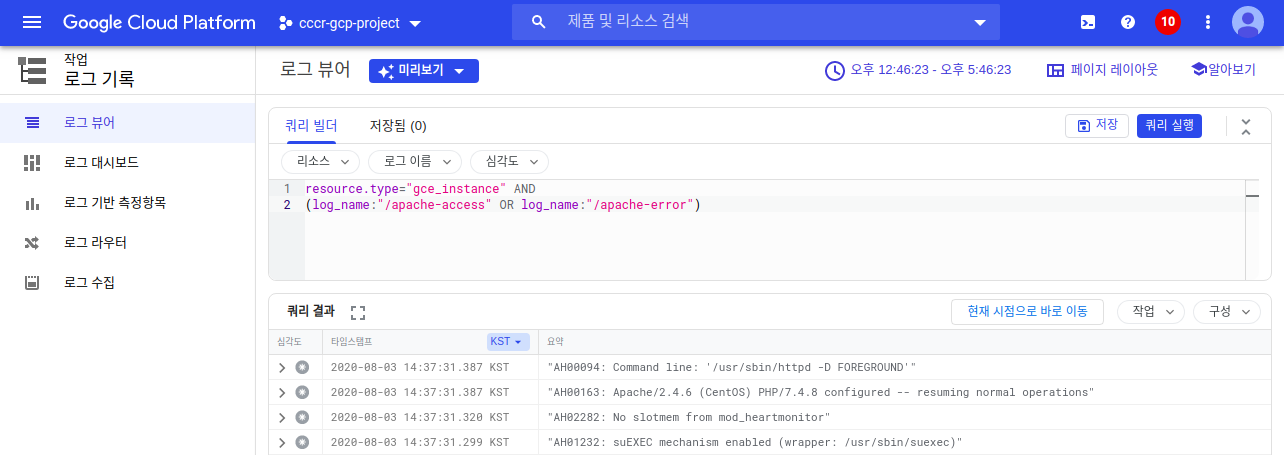 Google Cloud Platform cccr-gcp-project 제품 및 리소스 검색 10
작업
로그 기록
로그 뷰어 미리보기 오후 12:46:23 - 오후 5:46:23 페이지 레이아웃 알아보기
로그 뷰어
로그 대시보드
로그 기반 측정항목
로그 라우터
로그 수집
쿼리 빌더 저장됨 (0) 저장 쿼리 실행
리소스 로그 이름 심각도
1 resource.type="gce_instance" AND
2 (log_name:"/apache-access" OR log_name:"/apache-error")
쿼리 결과 현재 시점으로 바로 이동 작업 구성
심각도 타임스탬프 KST 요약
2020-08-03 14:37:31.387 KST "AH00094: Command line: '/usr/sbin/httpd -D FOREGROUND'"
2020-08-03 14:37:31.387 KST "AH00163: Apache/2.4.6 (CentOS) PHP/7.4.8 configured -- resuming normal operations"
2020-08-03 14:37:31.320 KST "AH02282: No slotmem from mod_heartmonitor"
2020-08-03 14:37:31.299 KST "AH01232: suEXEC mechanism enabled (wrapper: /usr/sbin/suexec)"